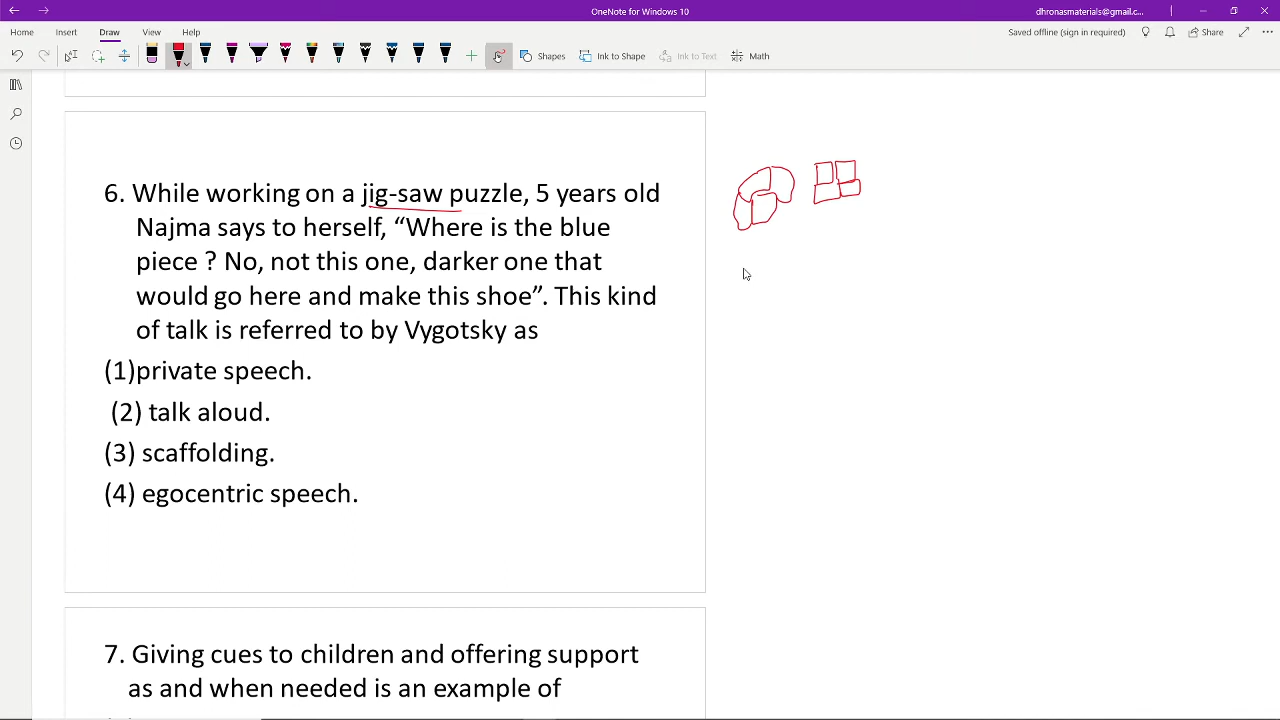 OneNote for Windows 10
dhronasmaterials@gmail.c...
Home Insert Draw View Help
Saved offline (sign in required)
Share
Shapes Ink to Shape Ink to Text Math
6. While working on a jig-saw puzzle, 5 years old
Najma says to herself, “Where is the blue
piece ? No, not this one, darker one that
would go here and make this shoe”. This kind
of talk is referred to by Vygotsky as
(1)private speech.
(2) talk aloud.
(3) scaffolding.
(4) egocentric speech.
7. Giving cues to children and offering support
as and when needed is an example of